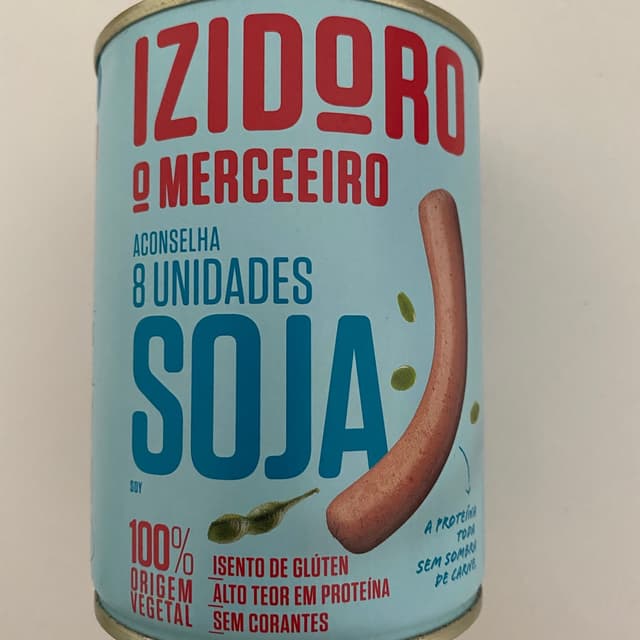 IZIDORO
O MERCEEIRO
ACONSELHA
8 UNIDADES
SOJA
SOY
100%
ORIGEM
VEGETAL
ISENTO DE GLÚTEN
ALTO TEOR EM PROTEÍNA
SEM CORANTES
A PROTEÍNA
TODA
SEM SOMBRA
DE CARNE